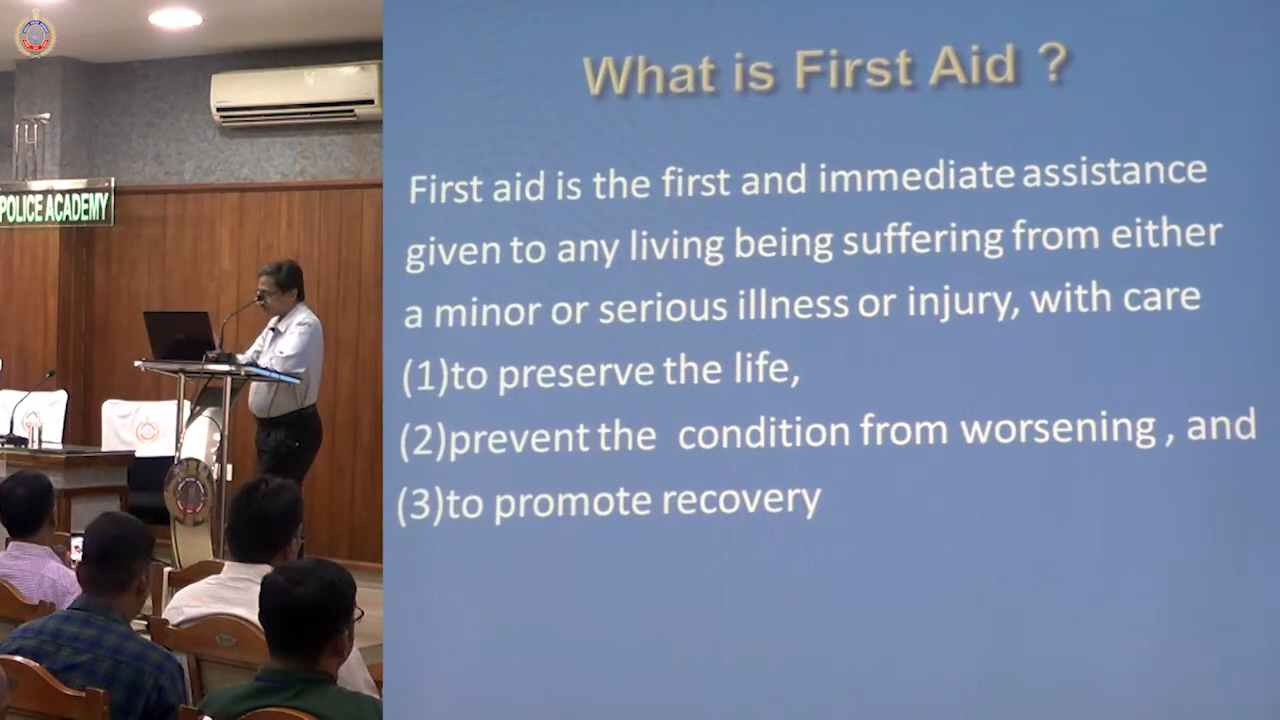 POLICE ACADEMY
What is First Aid ?
First aid is the first and immediate assistance
given to any living being suffering from either
a minor or serious illness or injury, with care
(1)to preserve the life,
(2)prevent the  condition from worsening , and
(3)to promote recovery